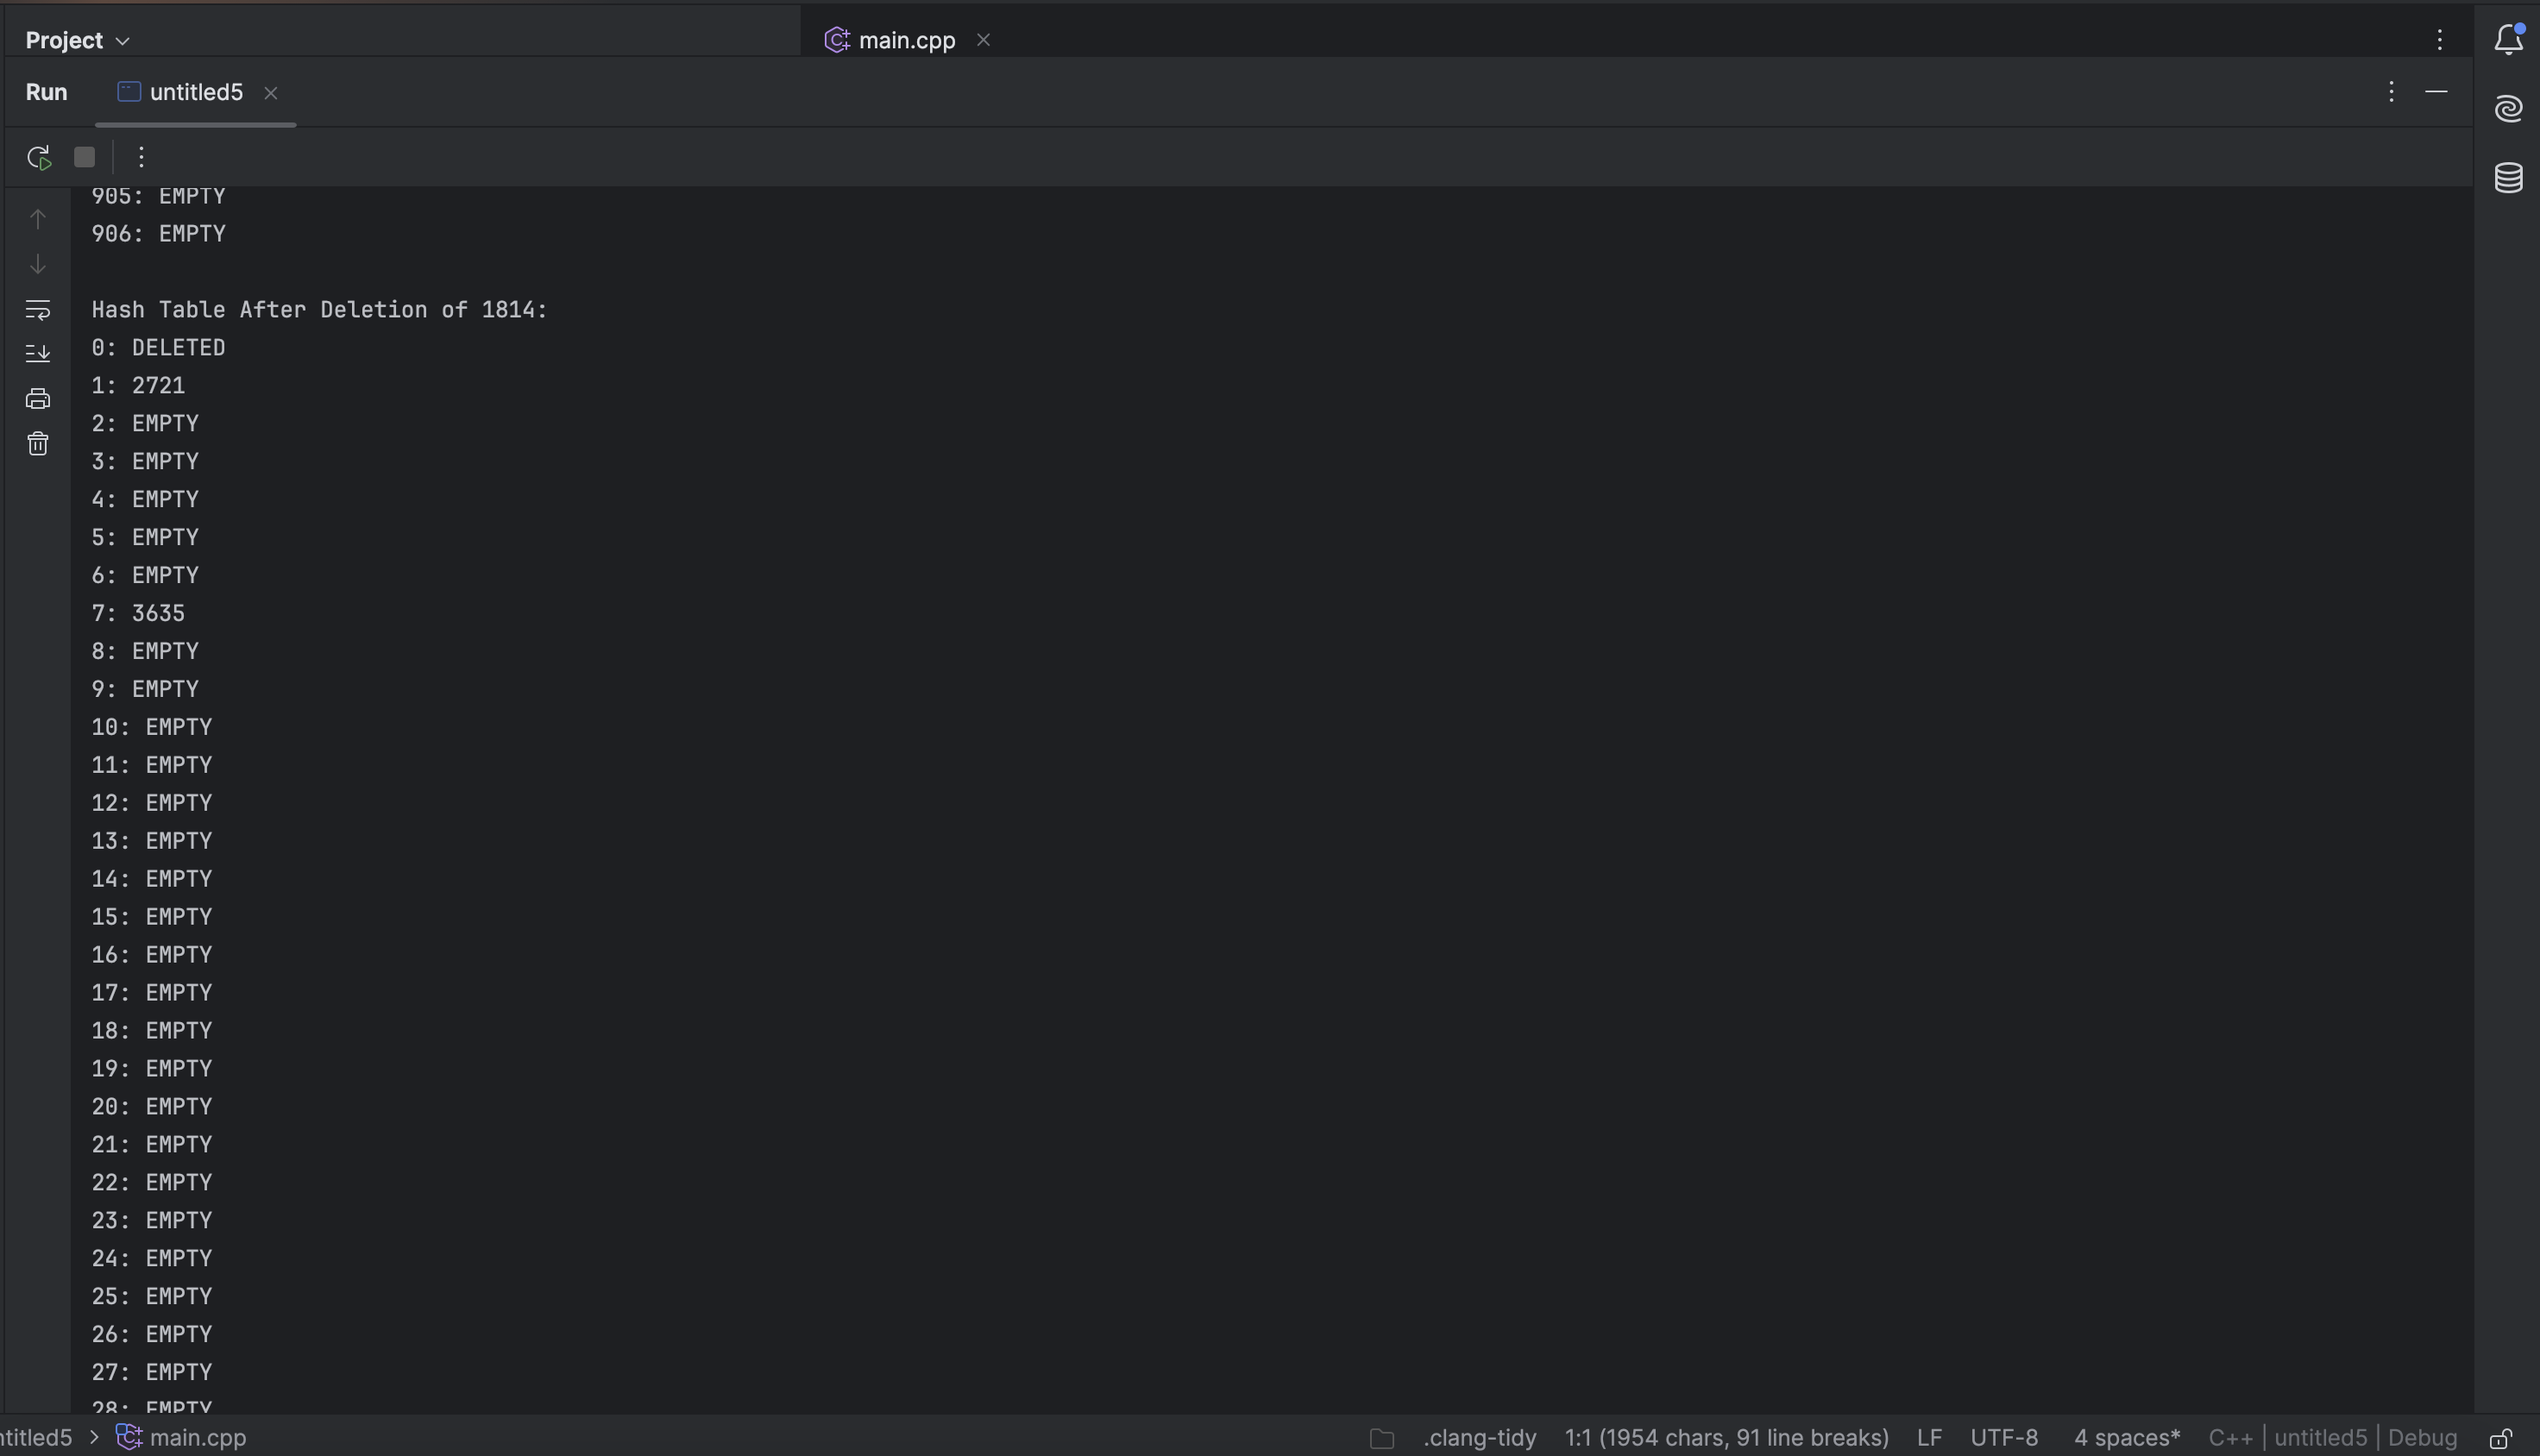 Project
main.cpp
Run untitled5
905: EMPTY
906: EMPTY
Hash Table After Deletion of 1814:
0: DELETED
1: 2721
2: EMPTY
3: EMPTY
4: EMPTY
5: EMPTY
6: EMPTY
7: 3635
8: EMPTY
9: EMPTY
10: EMPTY
11: EMPTY
12: EMPTY
13: EMPTY
14: EMPTY
15: EMPTY
16: EMPTY
17: EMPTY
18: EMPTY
19: EMPTY
20: EMPTY
21: EMPTY
22: EMPTY
23: EMPTY
24: EMPTY
25: EMPTY
26: EMPTY
27: EMPTY
28: EMPTY
ntitled5 > main.cpp .clang-tidy 1:1 (1954 chars, 91 line breaks) LF UTF-8 4 spaces* C++ | untitled5 | Debug